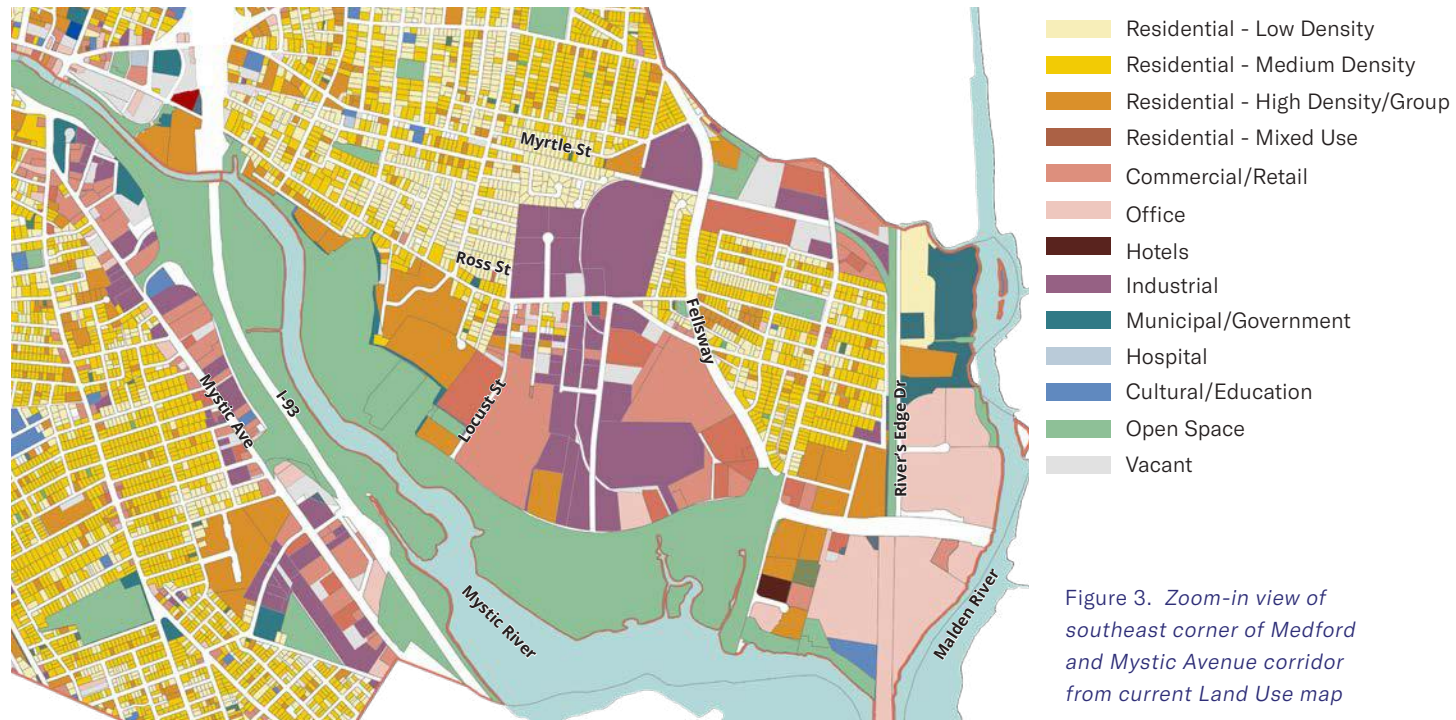 Residential - Low Density
Residential - Medium Density
Residential - High Density/Group
Residential - Mixed Use
Commercial/Retail
Office
Hotels
Industrial
Municipal/Government
Hospital
Cultural/Education
Open Space
Vacant
Myrtle St
Ross St
Fellsway
Locust St
Mystic Ave
I-93
River's Edge Dr
Mystic River
Malden River
Figure 3. Zoom-in view of
southeast corner of Medford
and Mystic Avenue corridor
from current Land Use map